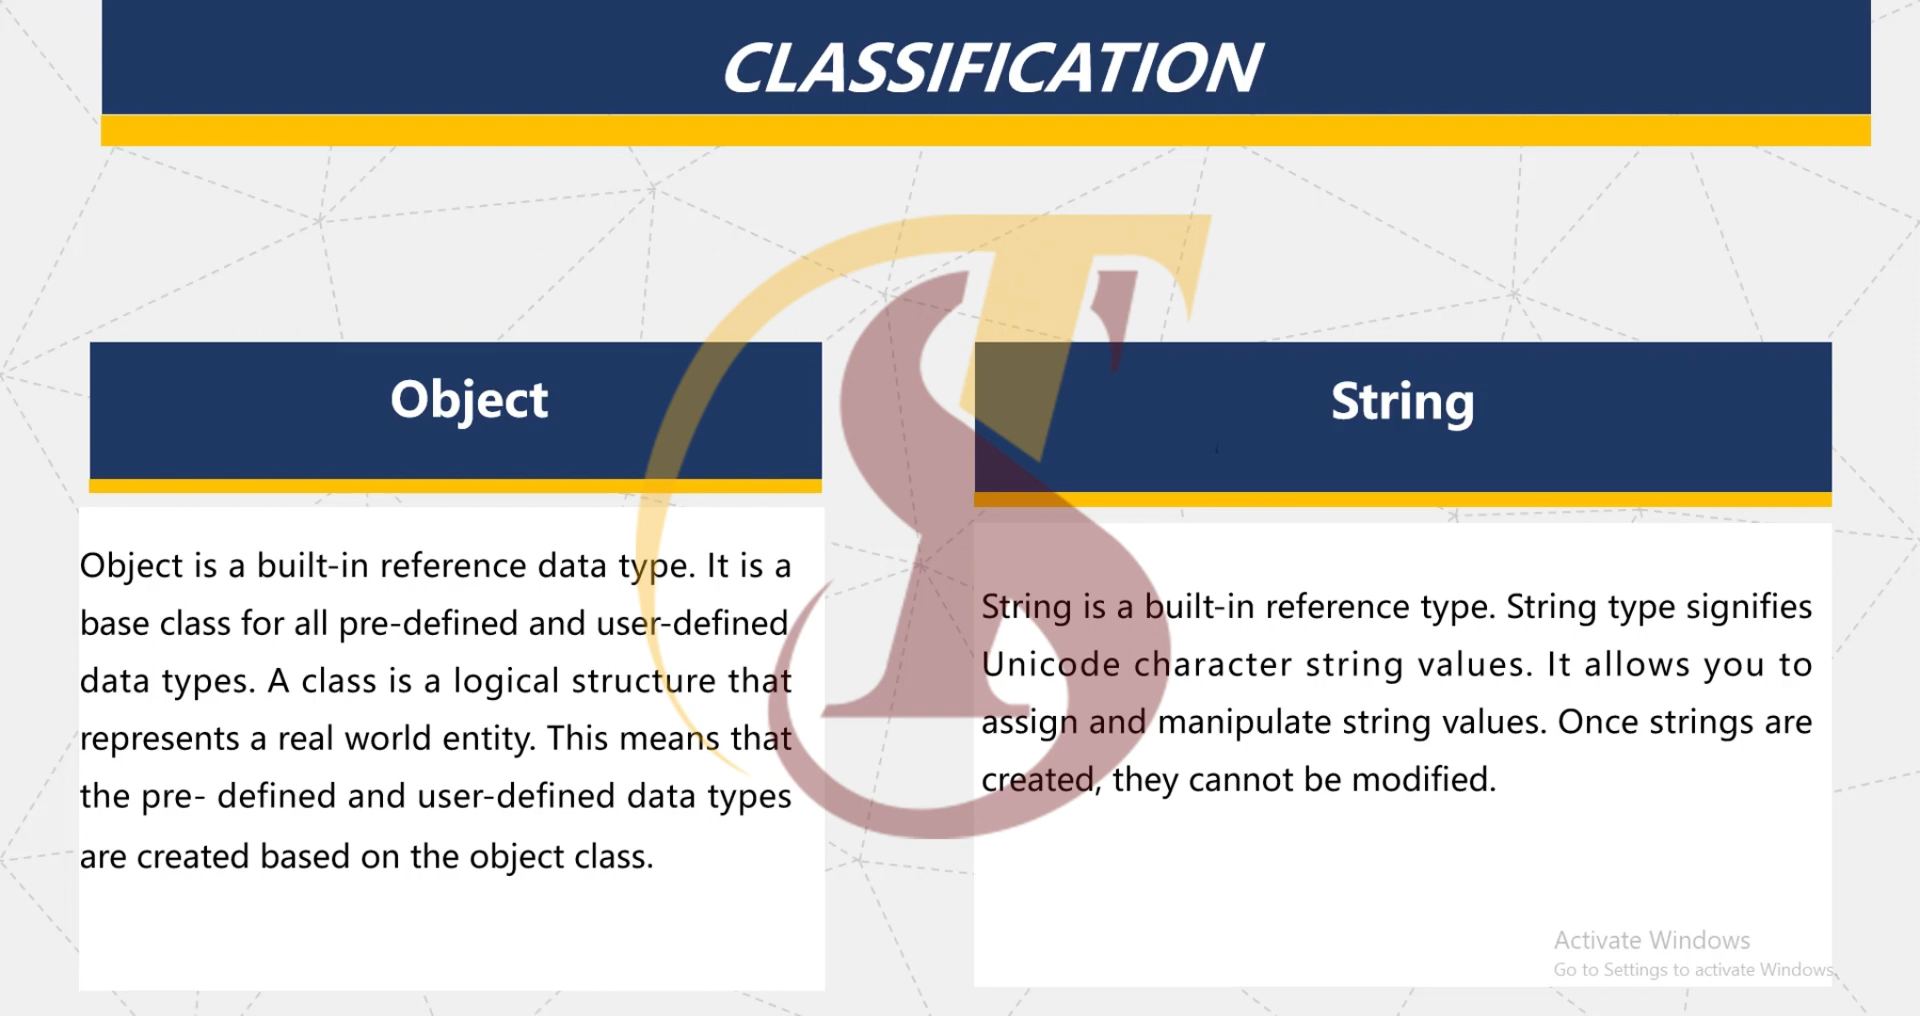 CLASSIFICATION
Object
Object is a built-in reference data type. It is a
base class for all pre-defined and user-defined
data types. A class is a logical structure that
represents a real world entity. This means that
the pre- defined and user-defined data types
are created based on the object class.
String
String is a built-in reference type. String type signifies
Unicode character string values. It allows you to
assign and manipulate string values. Once strings are
created, they cannot be modified.
Activate Windows
Go to Settings to activate Windows.